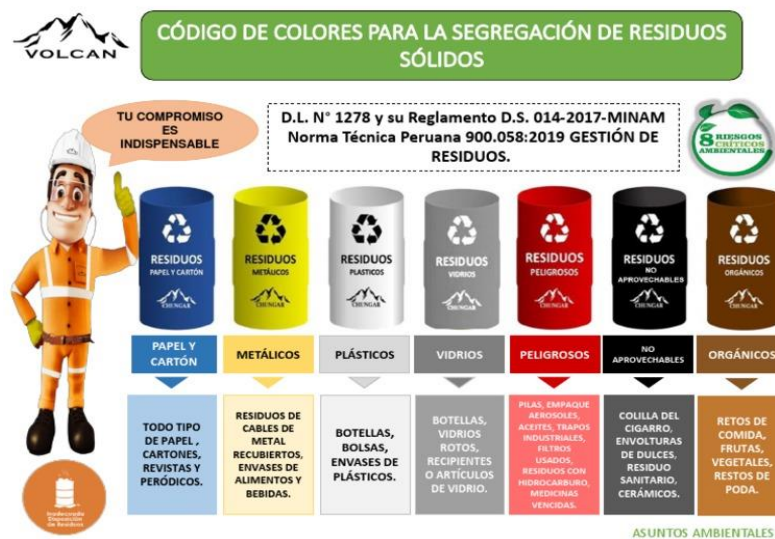 VOLCAN
CÓDIGO DE COLORES PARA LA SEGREGACIÓN DE RESIDUOS
SÓLIDOS
TU COMPROMISO
ES
INDISPENSABLE
D.L. N° 1278 y su Reglamento D.S. 014-2017-MINAM
Norma Técnica Peruana 900.058:2019 GESTIÓN DE
RESIDUOS.
8 RIESGOS
CRÍTICOS
AMBIENTALES
RESIDUOS
PAPEL Y CARTÓN
CHUNGAR
RESIDUOS
METÁLICOS
CHUNGAR
RESIDUOS
PLASTICOS
CHUNGAR
RESIDUOS
VIDRIOS
CHUNGAR
RESIDUOS
PELIGROSOS
CHUNGAR
RESIDUOS
NO
APROVECHABLES
CHUNGAR
RESIDUOS
ORGÁNICOS
CHUNGAR
PAPEL Y
CARTÓN
METÁLICOS
PLÁSTICOS
VIDRIOS
PELIGROSOS
NO
APROVECHABLES
ORGÁNICOS
TODO TIPO
DE PAPEL ,
CARTONES,
REVISTAS Y
PERÓDICOS.
RESIDUOS DE
CABLES DE
METAL
RECUBIERTOS,
ENVASES DE
ALIMENTOS Y
BEBIDAS.
BOTELLAS,
BOLSAS,
ENVASES DE
PLÁSTICOS.
BOTELLAS,
VIDRIOS
ROTOS,
RECIPIENTES
O ARTÍCULOS
DE VIDRIO.
PILAS, EMPAQUE
AEROSOLES,
ACEITES, TRAPOS
INDUSTRIALES,
FILTROS
USADOS,
RESIDUOS CON
HIDROCARBURO,
MEDICINAS
VENCIDAS.
COLILLA DEL
CIGARRO,
ENVOLTURAS
DE DULCES,
RESIDUO
SANITARIO,
CERÁMICOS.
RETOS DE
COMIDA,
FRUTAS,
VEGETALES,
RESTOS DE
PODA.
Inadecuada
Disposición
de Residuos
ASUNTOS AMBIENTALES